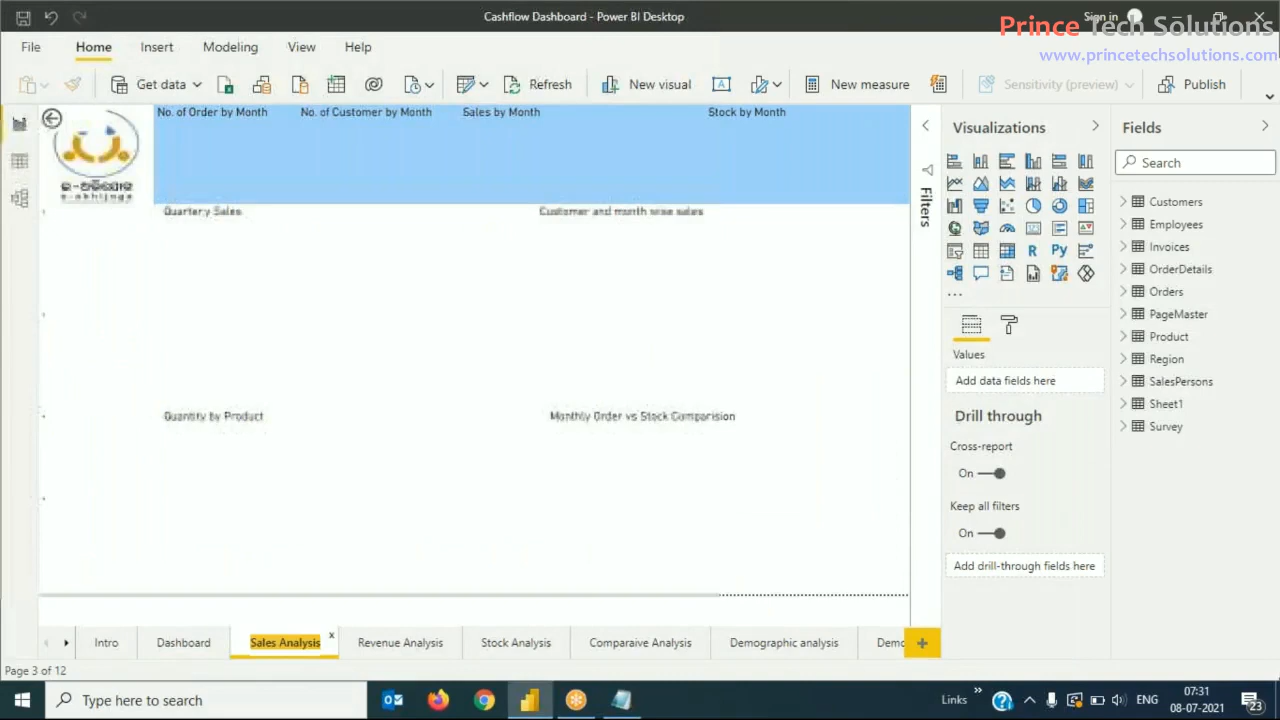 Cashflow Dashboard - Power BI Desktop
Sign in
Prince Tech Solutions
www.princetechsolutions.com
File
Home
Insert
Modeling
View
Help
Get data
Refresh
New visual
New measure
Sensitivity (preview)
Publish
No. of Order by Month
No. of Customer by Month
Sales by Month
Stock by Month
Quartery Sales
Customer and month wise sales
Quantity by Product
Monthly Order vs Stock Comparision
Filters
Visualizations
R
Py
Values
Add data fields here
Drill through
Cross-report
On
Keep all filters
On
Add drill-through fields here
Fields
Search
Customers
Employees
Invoices
OrderDetails
Orders
PageMaster
Product
Region
SalesPersons
Sheet1
Survey
Intro
Dashboard
Sales Analysis
x
Revenue Analysis
Stock Analysis
Comparaive Analysis
Demographic analysis
Demo
Page 3 of 12
Type here to search
Links
ENG
07:31
08-07-2021
23